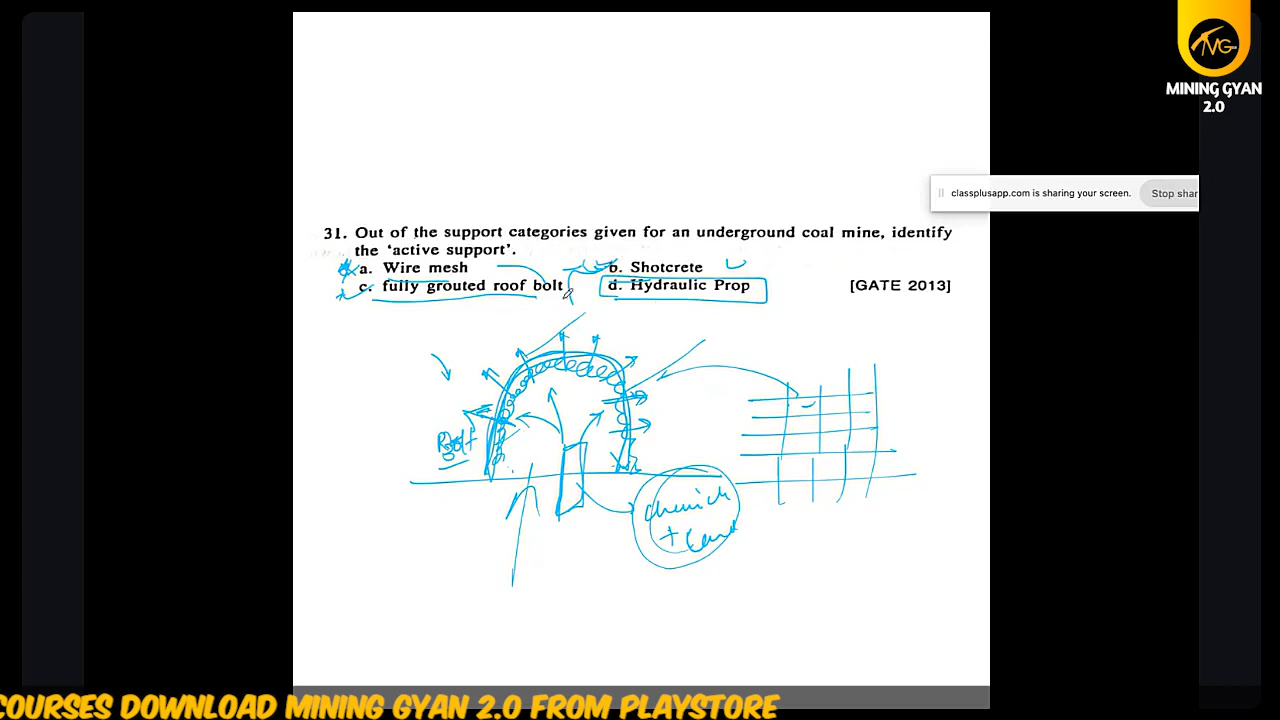 MINING GYAN
2.0
classplusapp.com is sharing your screen.
Stop shar
31. Out of the support categories given for an underground coal mine, identify
the ‘active support’.
a. Wire mesh
b. Shotcrete
c. fully grouted roof bolt
d. Hydraulic Prop
[GATE 2013]
Bolt
chemich
+
COURSES DOWNLOAD MINING GYAN 2.0 FROM PLAYSTORE